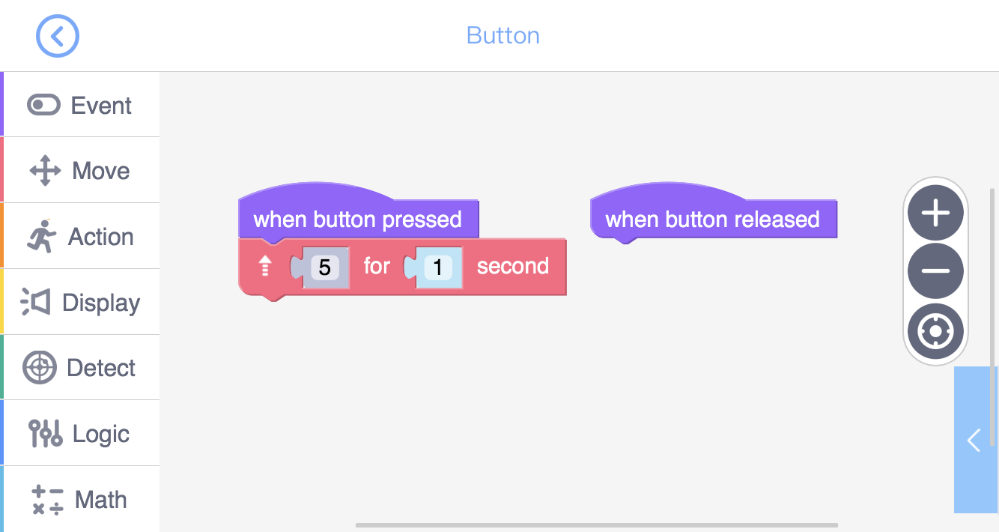 Button
Event
Move
Action
Display
Detect
Logic
Math
when button pressed
5 for 1 second
when button released